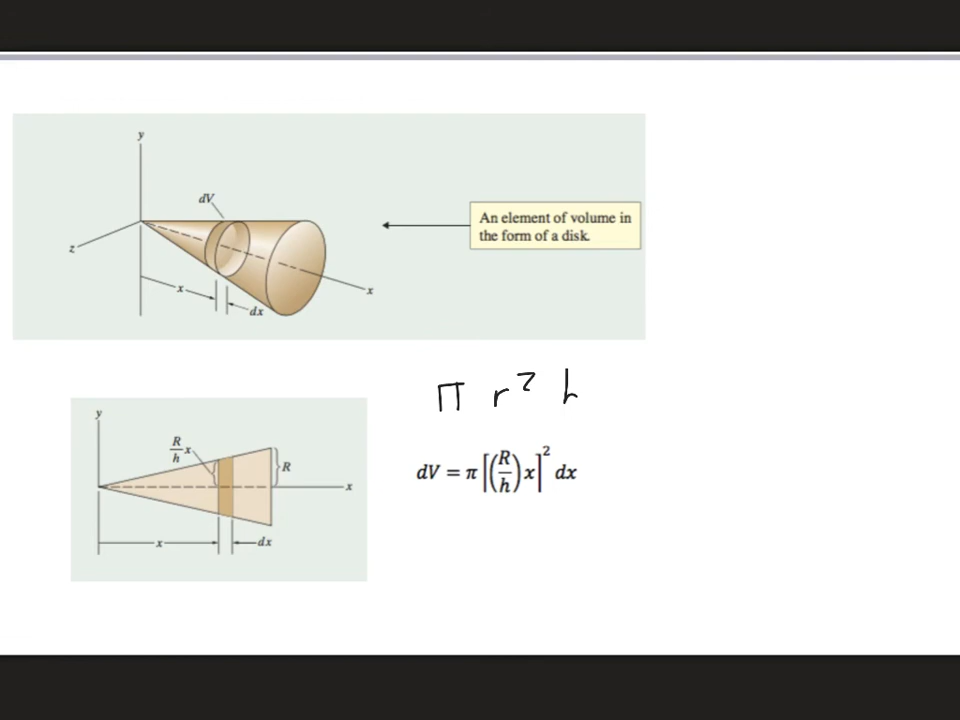 y
dV
z
x
x
dx
An element of volume in
the form of a disk.
π r² h
y
R/h x
R
x
x
dx
dV = π [(R/h) x]² dx